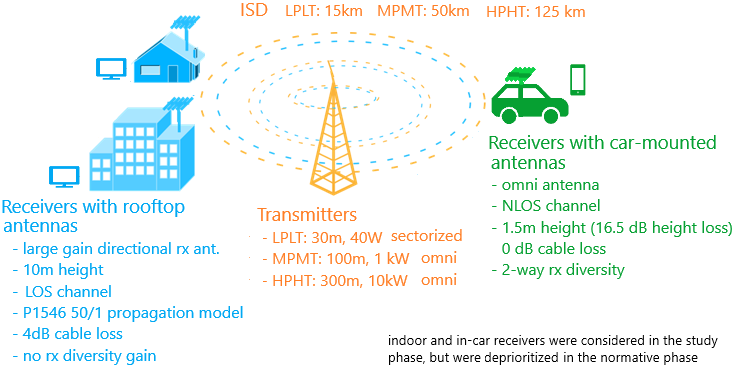 ISD LPLT: 15km MPMT: 50km HPHT: 125 km
Receivers with rooftop
antennas
- large gain directional rx ant.
- 10m height
- LOS channel
- P1546 50/1 propagation model
- 4dB cable loss
- no rx diversity gain
Transmitters
- LPLT: 30m, 40W sectorized
- MPMT: 100m, 1 kW omni
- HPHT: 300m, 10kW omni
Receivers with car-mounted
antennas
- omni antenna
- NLOS channel
- 1.5m height (16.5 dB height loss)
0 dB cable loss
- 2-way rx diversity
indoor and in-car receivers were considered in the study
phase, but were deprioritized in the normative phase